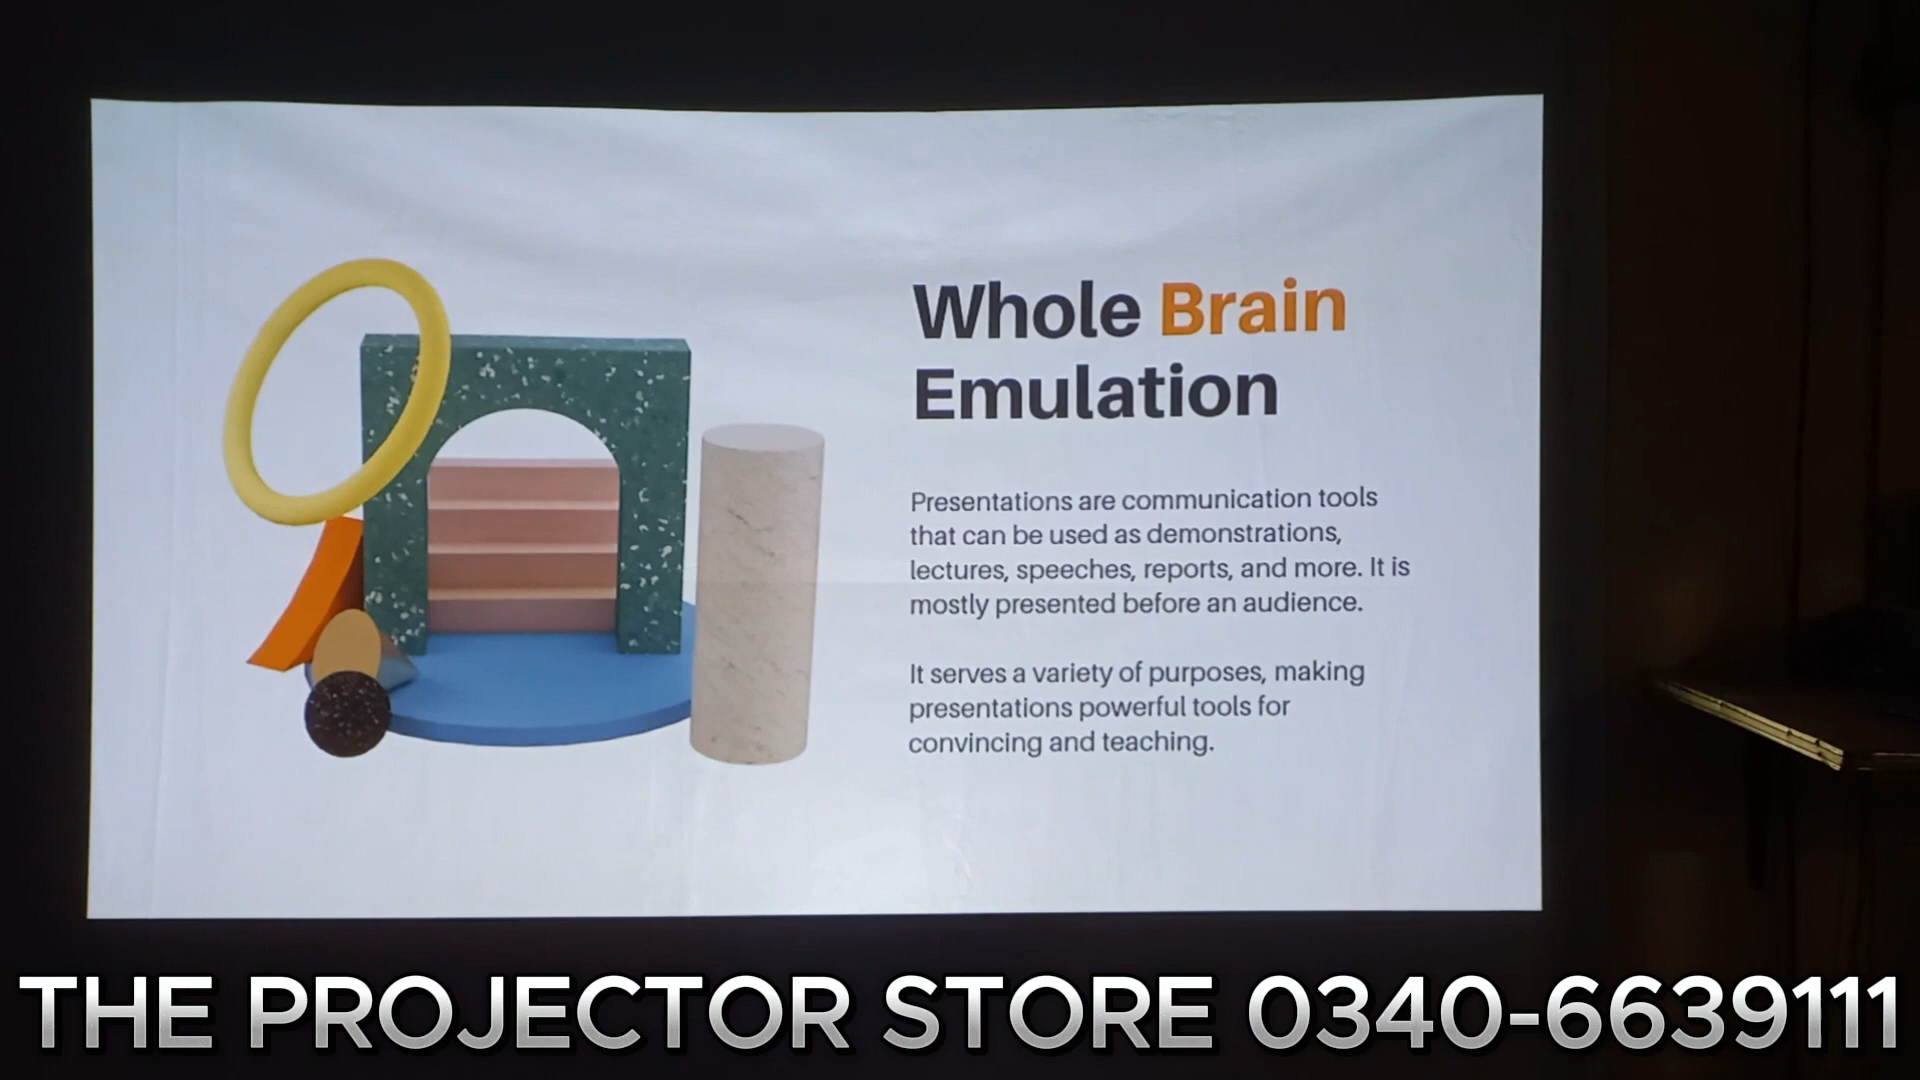 Whole Brain
Emulation
Presentations are communication tools
that can be used as demonstrations,
lectures, speeches, reports, and more. It is
mostly presented before an audience.
It serves a variety of purposes, making
presentations powerful tools for
convincing and teaching.
THE PROJECTOR STORE 0340-6639111